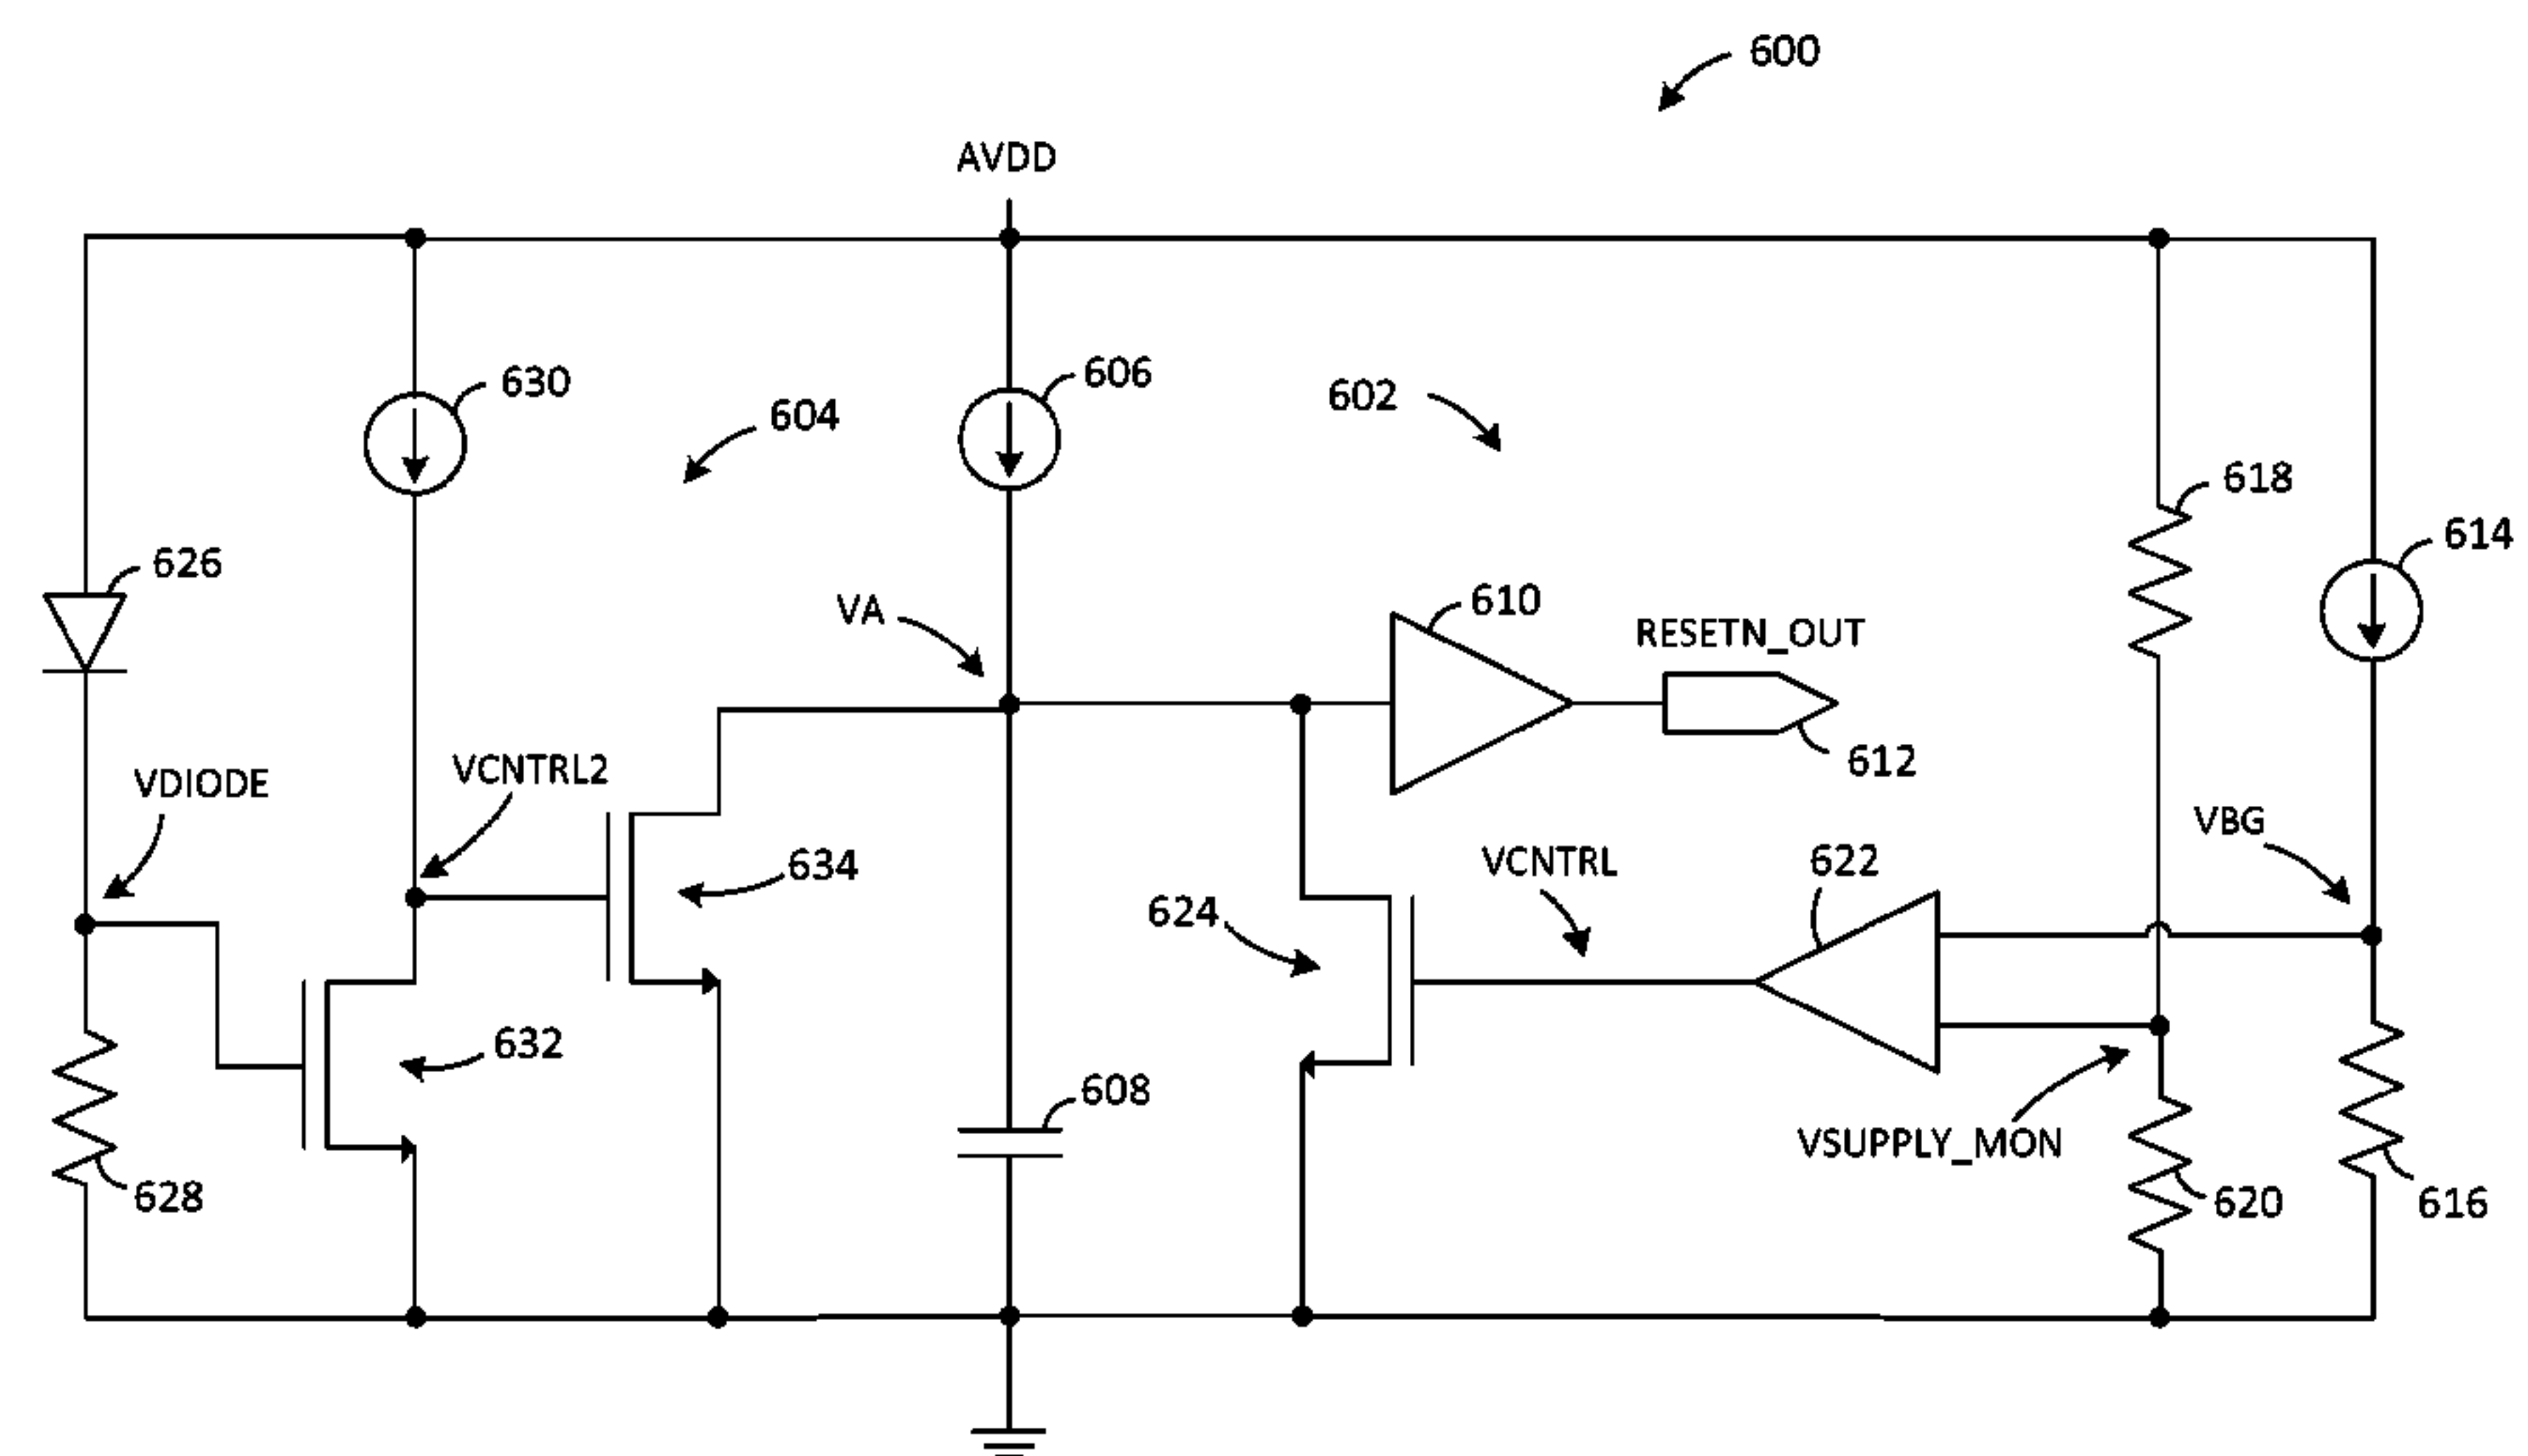 600
AVDD
630
606
602
604
618
614
626
VA
610
RESETN_OUT
612
VDIODE
VCNTRL2
634
VCNTRL
622
VBG
624
632
608
VSUPPLY_MON
628
620
616